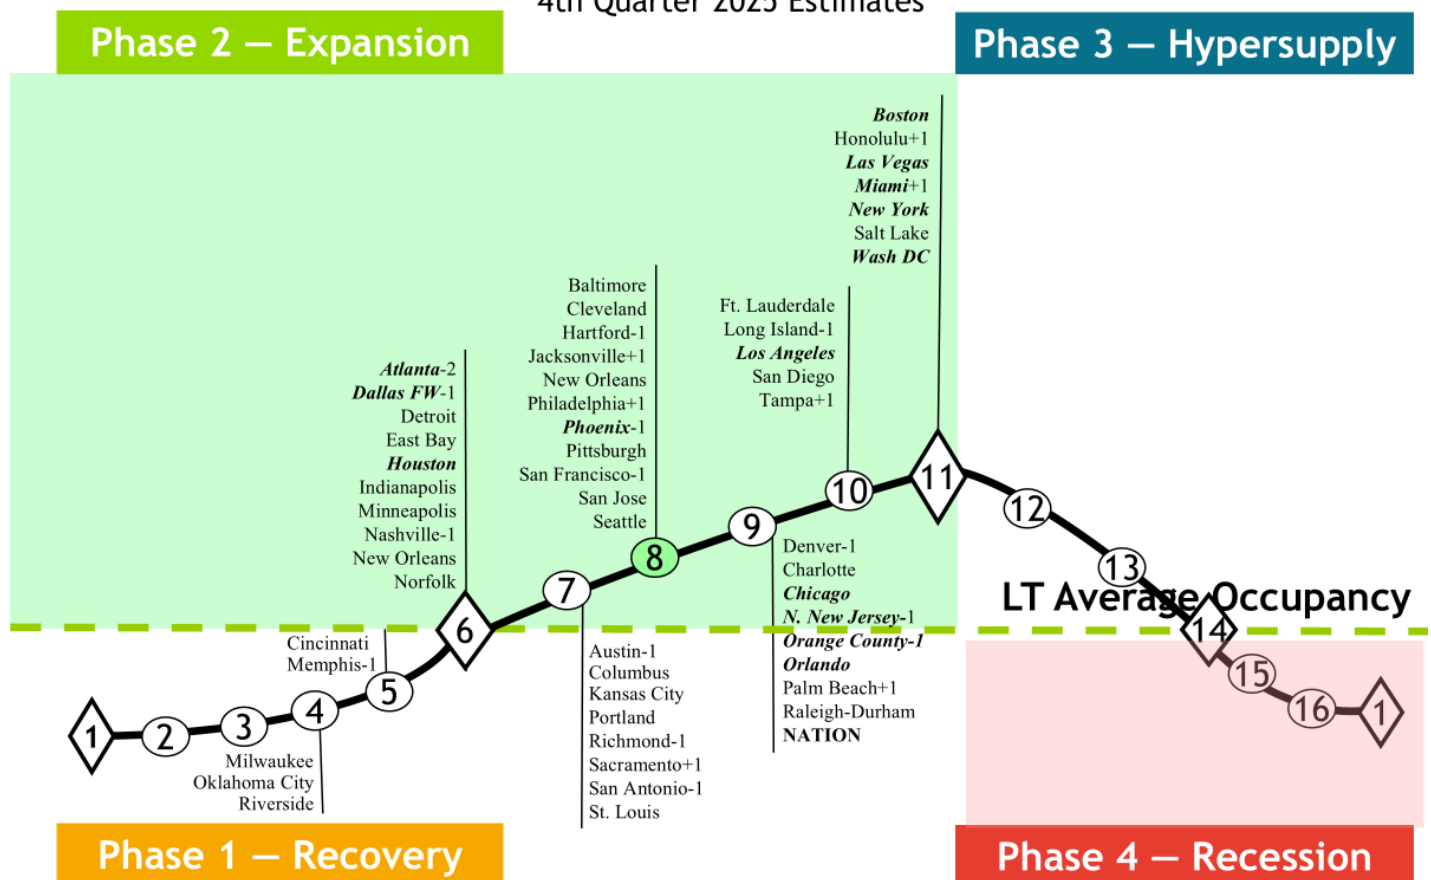 4th Quarter 2025 Estimates
Phase 2 — Expansion
Phase 3 — Hypersupply
Boston
Honolulu+1
Las Vegas
Miami+1
New York
Salt Lake
Wash DC
Baltimore
Cleveland
Hartford-1
Jacksonville+1
New Orleans
Philadelphia+1
Phoenix-1
Pittsburgh
San Francisco-1
San Jose
Seattle
Ft. Lauderdale
Long Island-1
Los Angeles
San Diego
Tampa+1
Atlanta-2
Dallas FW-1
Detroit
East Bay
Houston
Indianapolis
Minneapolis
Nashville-1
New Orleans
Norfolk
Denver-1
Charlotte
Chicago
N. New Jersey-1
Orange County-1
Orlando
Palm Beach+1
Raleigh-Durham
NATION
LT Average Occupancy
Cincinnati
Memphis-1
Austin-1
Columbus
Kansas City
Portland
Richmond-1
Sacramento+1
San Antonio-1
St. Louis
Milwaukee
Oklahoma City
Riverside
1
2
3
4
5
6
7
8
9
10
11
12
13
14
15
16
1
Phase 1 — Recovery
Phase 4 — Recession